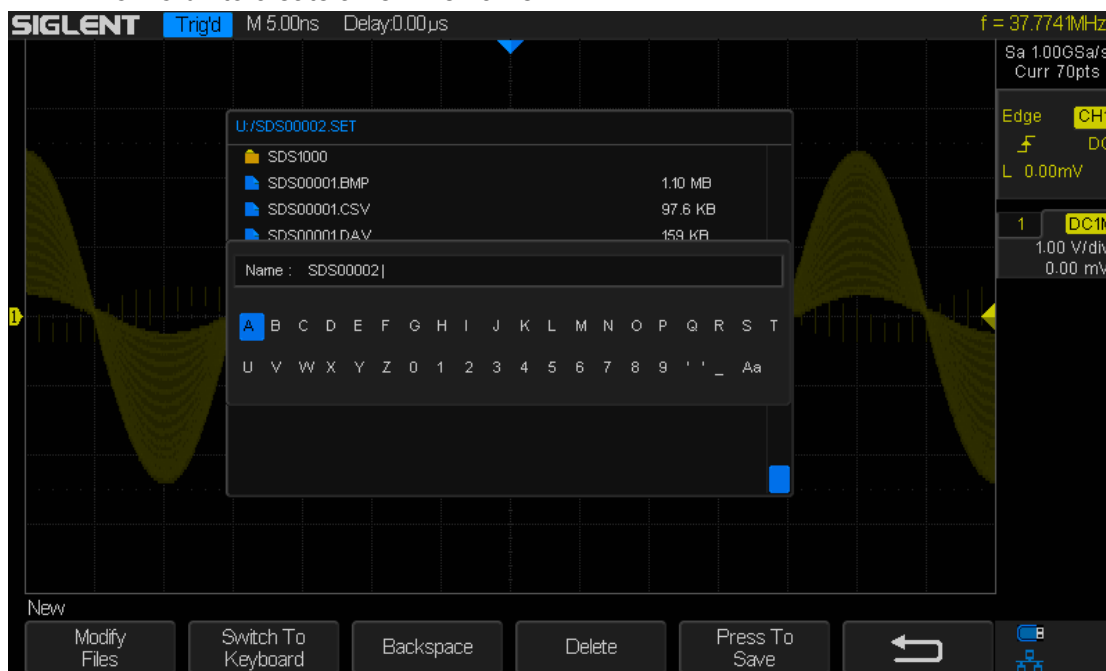 SIGLENT Trig'd M 5.00ns Delay:0.00µs f = 37.7741MHz
Sa 1.00GSa/s
Curr 70pts
Edge CH1
DC
L 0.00mV
1 DC1M
1.00 V/div
0.00 mV
U:/SDS00002.SET
SDS1000
SDS00001.BMP 1.10 MB
SDS00001.CSV 97.6 KB
SDS00001.DAV 159 KB
Name : SDS00002|
A B C D E F G H I J K L M N O P Q R S T
U V W X Y Z 0 1 2 3 4 5 6 7 8 9 ' ' _ Aa
1
New
Modify
Files
Switch To
Keyboard
Backspace
Delete
Press To
Save